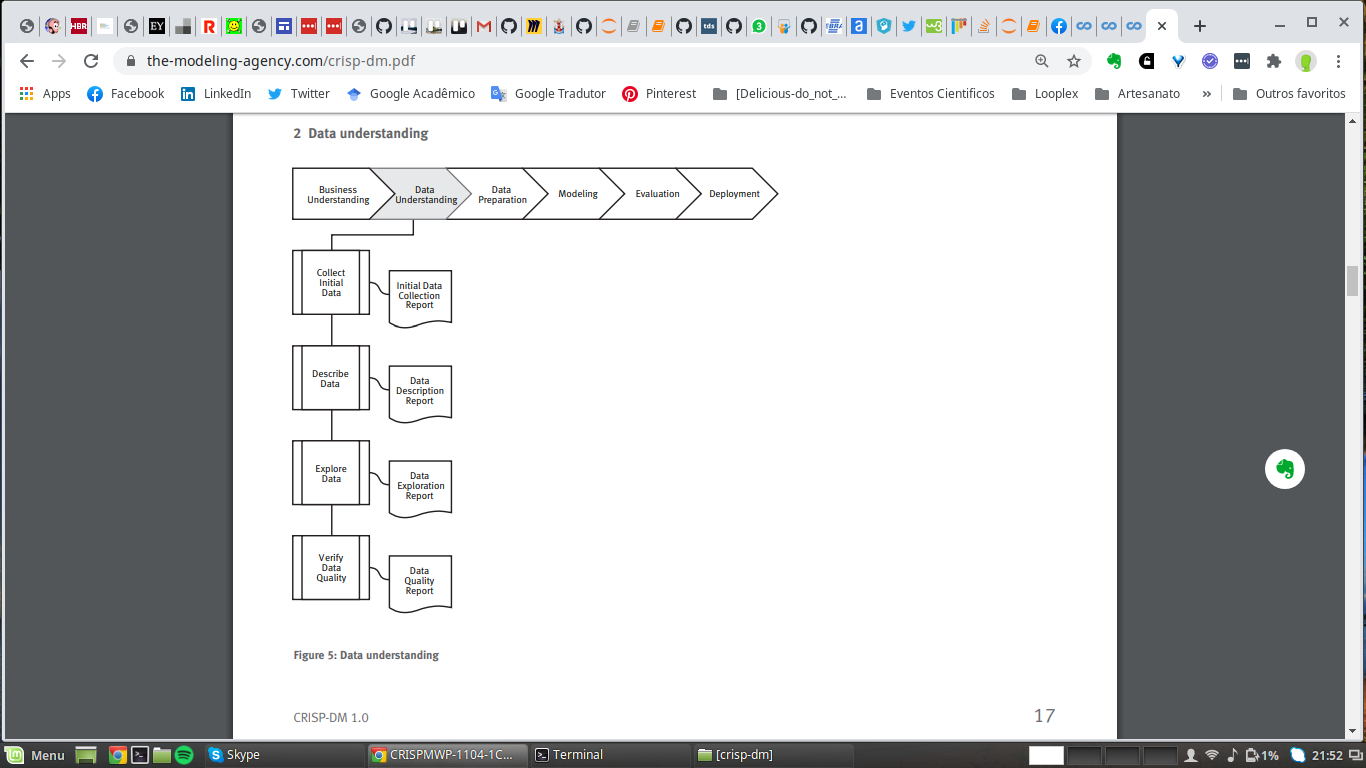 HBR
EY
R
tds
3
a
the-modeling-agency.com/crisp-dm.pdf
Apps
Facebook
LinkedIn
Twitter
Google Acadêmico
Google Tradutor
Pinterest
[Delicious-do_not_...
Eventos Cientificos
Looplex
Artesanato
»
Outros favoritos
2 Data understanding
Business
Understanding
Data
Understanding
Data
Preparation
Modeling
Evaluation
Deployment
Collect
Initial
Data
Initial Data
Collection
Report
Describe
Data
Data
Description
Report
Explore
Data
Data
Exploration
Report
Verify
Data
Quality
Data
Quality
Report
Figure 5: Data understanding
CRISP-DM 1.0
17
Menu
Skype
CRISPMWP-1104-1C...
Terminal
[crisp-dm]
1%
21:52